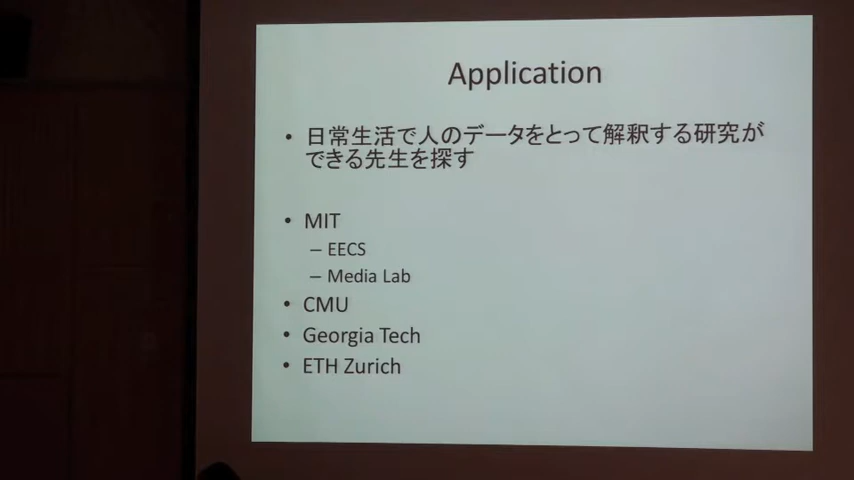 Application
• 日常生活で人のデータをとって解釈する研究が
できる先生を探す
• MIT
– EECS
– Media Lab
• CMU
• Georgia Tech
• ETH Zurich